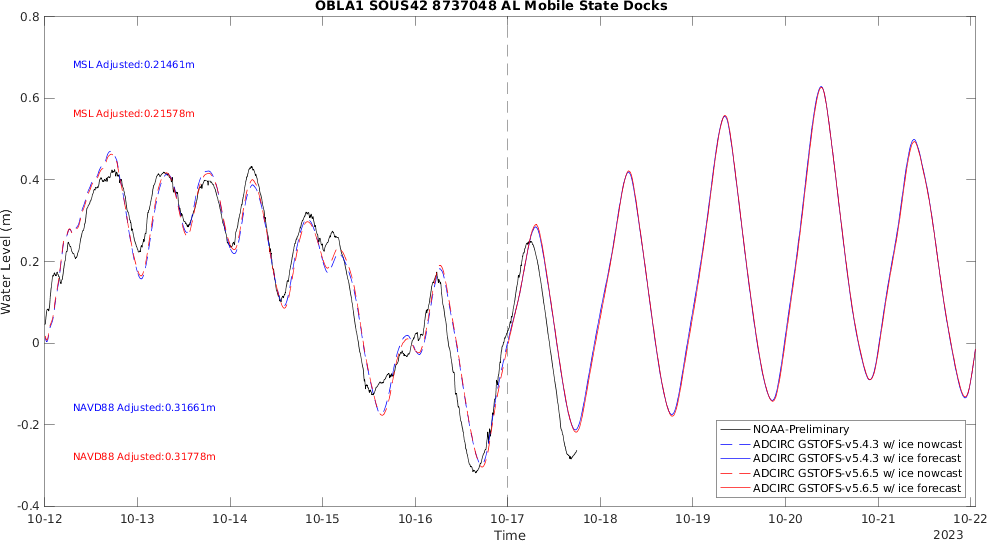 OBLA1 SOUS42 8737048 AL Mobile State Docks
0.8
0.6
0.4
0.2
0
-0.2
-0.4
Water Level (m)
MSL Adjusted:0.21461m
MSL Adjusted:0.21578m
NAVD88 Adjusted:0.31661m
NAVD88 Adjusted:0.31778m
NOAA-Preliminary
ADCIRC GSTOFS-v5.4.3 w/ ice nowcast
ADCIRC GSTOFS-v5.4.3 w/ ice forecast
ADCIRC GSTOFS-v5.6.5 w/ ice nowcast
ADCIRC GSTOFS-v5.6.5 w/ ice forecast
10-12 10-13 10-14 10-15 10-16 10-17 10-18 10-19 10-20 10-21 10-22
Time
2023